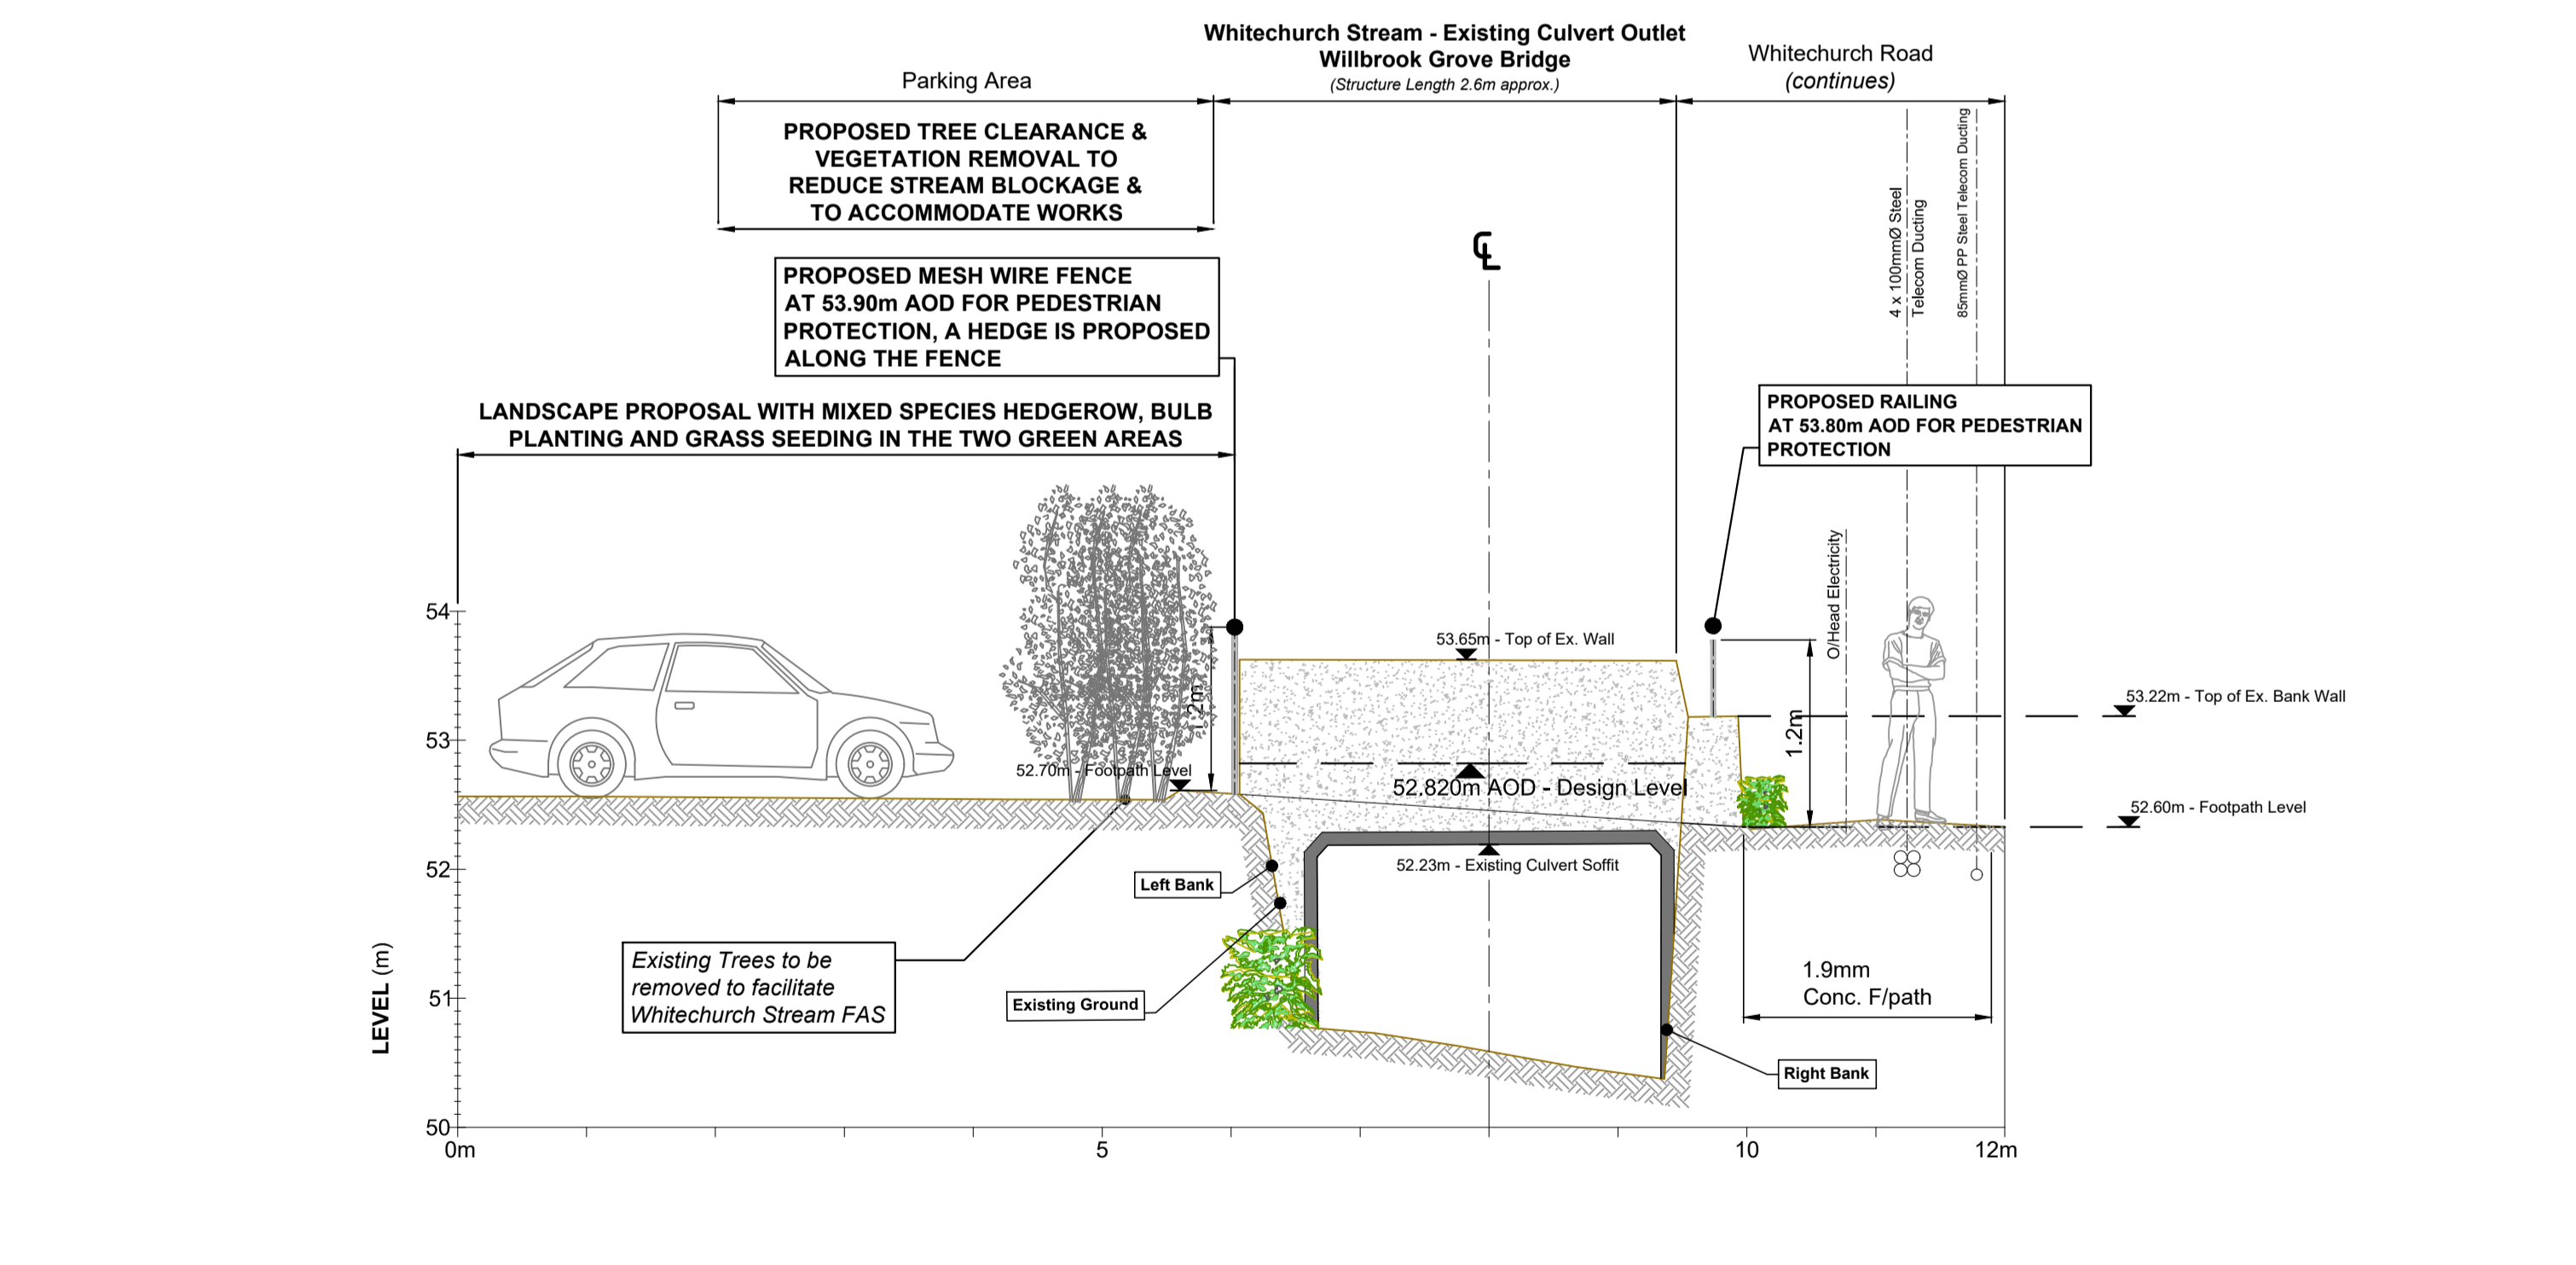 Whitechurch Stream - Existing Culvert Outlet
Willbrook Grove Bridge
(Structure Length 2.6m approx.)
Parking Area
Whitechurch Road
(continues)
PROPOSED TREE CLEARANCE &
VEGETATION REMOVAL TO
REDUCE STREAM BLOCKAGE &
TO ACCOMMODATE WORKS
PROPOSED MESH WIRE FENCE
AT 53.90m AOD FOR PEDESTRIAN
PROTECTION, A HEDGE IS PROPOSED
ALONG THE FENCE
LANDSCAPE PROPOSAL WITH MIXED SPECIES HEDGEROW, BULB
PLANTING AND GRASS SEEDING IN THE TWO GREEN AREAS
4 x 100mmØ Steel
Telecom Ducting
85mmØ PP Steel Telecom Ducting
PROPOSED RAILING
AT 53.80m AOD FOR PEDESTRIAN
PROTECTION
O/Head Electricity
53.65m - Top of Ex. Wall
53.22m - Top of Ex. Bank Wall
1.2m
1.2m
52.70m - Footpath Level
52.820m AOD - Design Level
52.60m - Footpath Level
52.23m - Existing Culvert Soffit
Left Bank
Existing Ground
Existing Trees to be
removed to facilitate
Whitechurch Stream FAS
1.9mm
Conc. F/path
Right Bank
LEVEL (m)
54
53
52
51
50
0m
5
10
12m